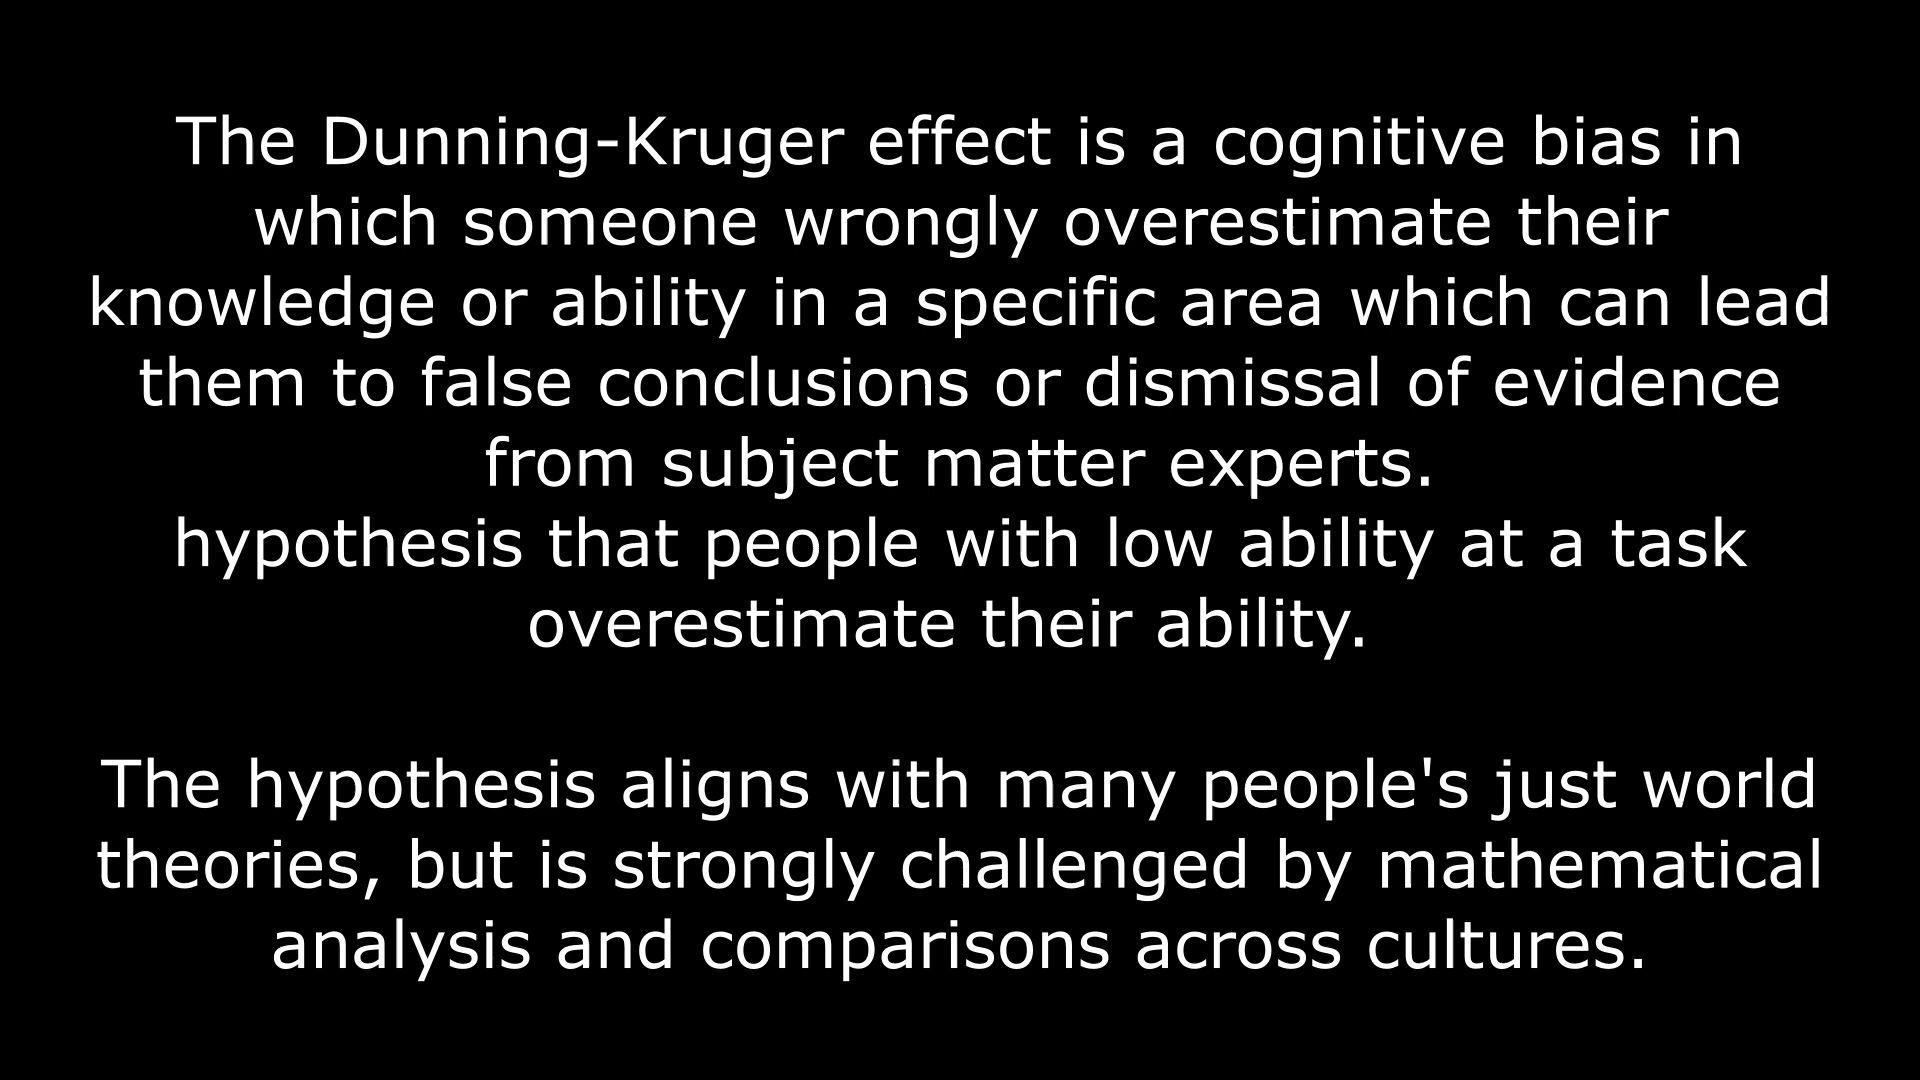 The Dunning-Kruger effect is a cognitive bias in
which someone wrongly overestimate their
knowledge or ability in a specific area which can lead
them to false conclusions or dismissal of evidence
from subject matter experts.
hypothesis that people with low ability at a task
overestimate their ability.
The hypothesis aligns with many people's just world
theories, but is strongly challenged by mathematical
analysis and comparisons across cultures.